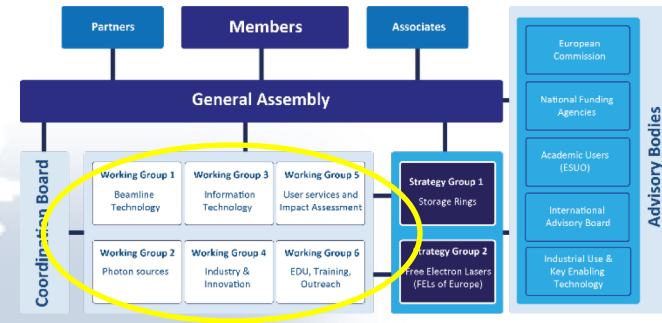 Partners
Members
Associates
General Assembly
Coordination Board
Working Group 1
Beamline
Technology
Working Group 3
Information
Technology
Working Group 5
User services and
Impact Assessment
Working Group 2
Photon sources
Working Group 4
Industry &
Innovation
Working Group 6
EDU, Training,
Outreach
Strategy Group 1
Storage Rings
Strategy Group 2
Free Electron Lasers
(FELs of Europe)
European
Commission
National Funding
Agencies
Academic Users
(ESUO)
International
Advisory Board
Industrial Use &
Key Enabling
Technology
Advisory Bodies